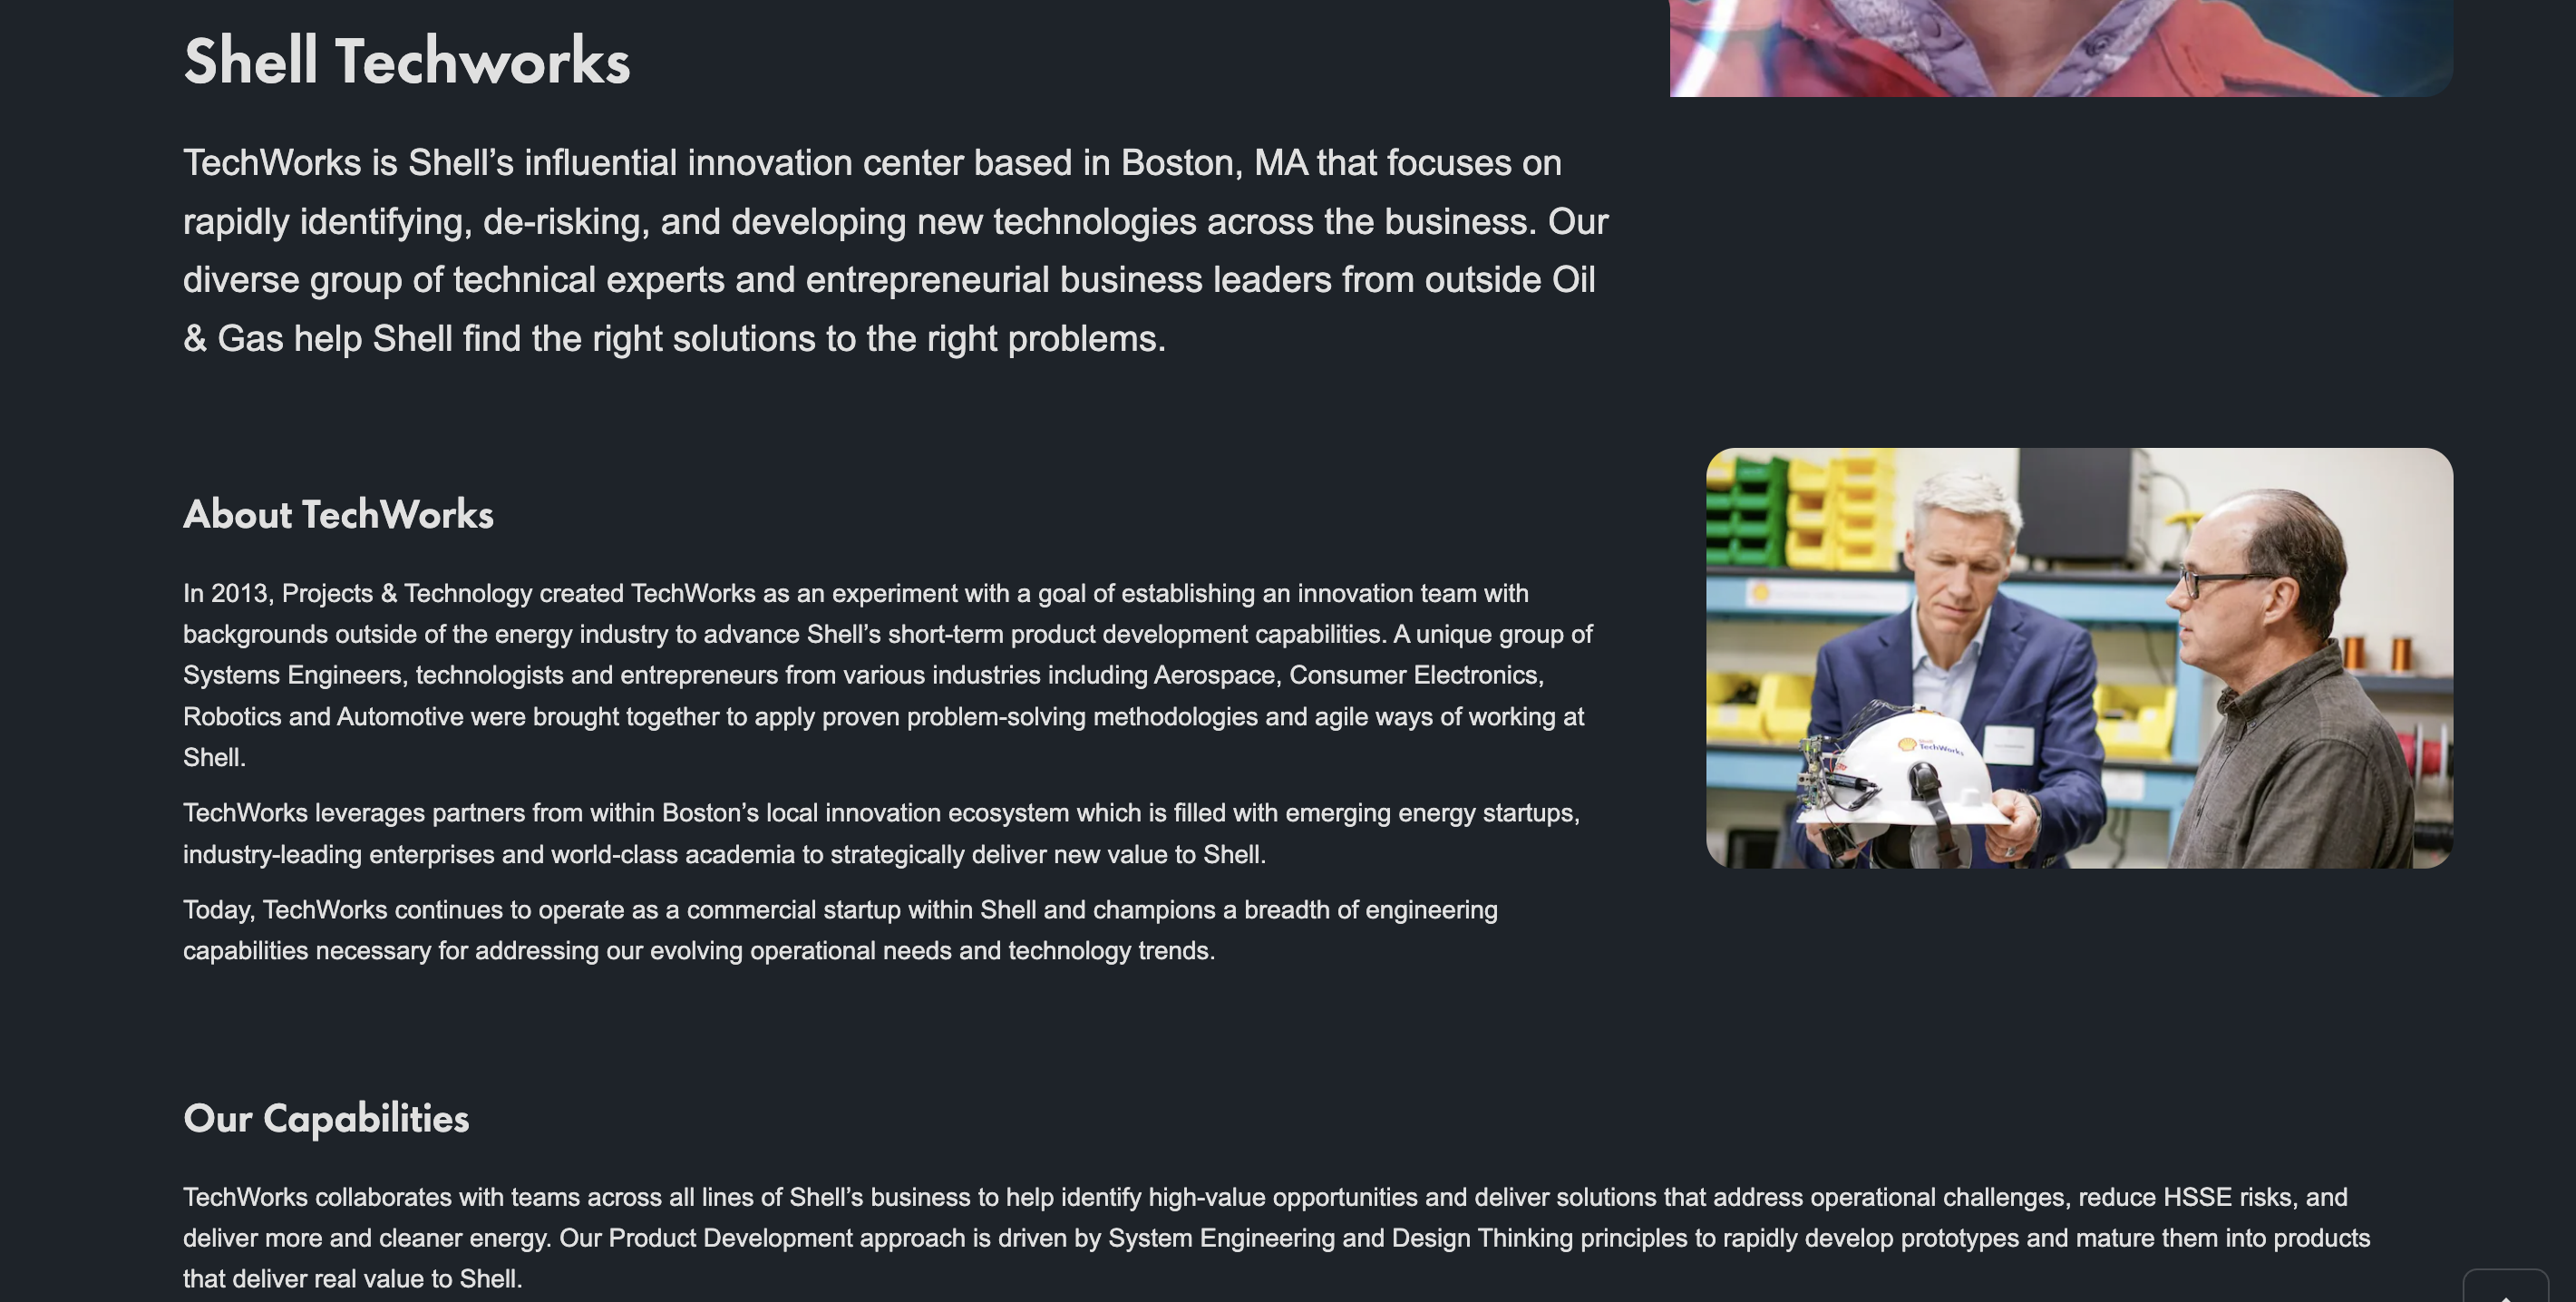 Shell Techworks
TechWorks is Shell’s influential innovation center based in Boston, MA that focuses on
rapidly identifying, de-risking, and developing new technologies across the business. Our
diverse group of technical experts and entrepreneurial business leaders from outside Oil
& Gas help Shell find the right solutions to the right problems.
About TechWorks
In 2013, Projects & Technology created TechWorks as an experiment with a goal of establishing an innovation team with
backgrounds outside of the energy industry to advance Shell’s short-term product development capabilities. A unique group of
Systems Engineers, technologists and entrepreneurs from various industries including Aerospace, Consumer Electronics,
Robotics and Automotive were brought together to apply proven problem-solving methodologies and agile ways of working at
Shell.
TechWorks leverages partners from within Boston’s local innovation ecosystem which is filled with emerging energy startups,
industry-leading enterprises and world-class academia to strategically deliver new value to Shell.
Today, TechWorks continues to operate as a commercial startup within Shell and champions a breadth of engineering
capabilities necessary for addressing our evolving operational needs and technology trends.
TechWorks
Our Capabilities
TechWorks collaborates with teams across all lines of Shell’s business to help identify high-value opportunities and deliver solutions that address operational challenges, reduce HSSE risks, and
deliver more and cleaner energy. Our Product Development approach is driven by System Engineering and Design Thinking principles to rapidly develop prototypes and mature them into products
that deliver real value to Shell.